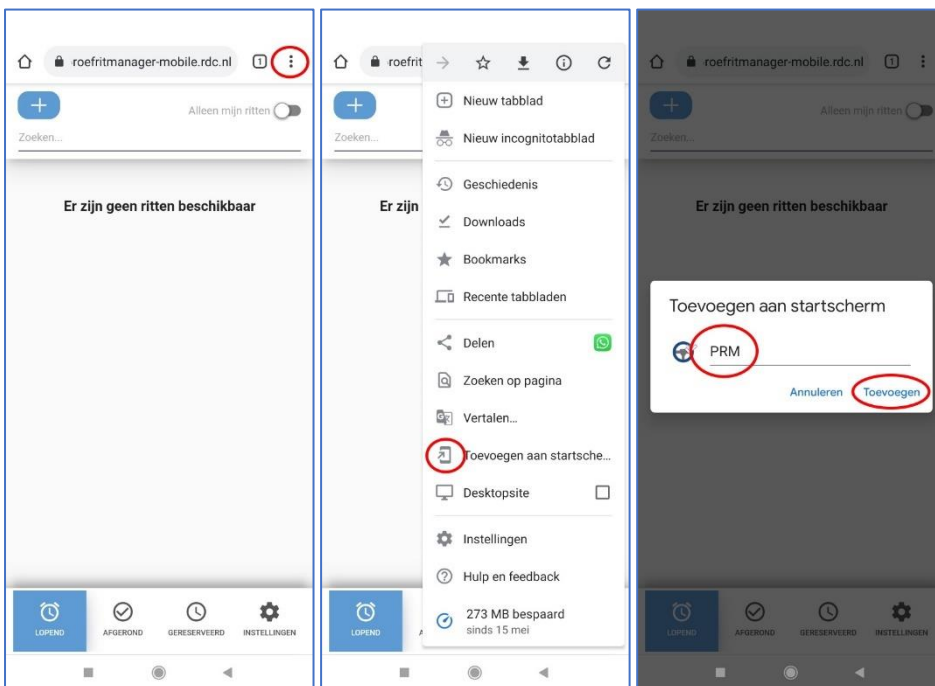 roefritmanager-mobile.rdc.nl
1
Alleen mijn ritten
Zoeken...
Er zijn geen ritten beschikbaar
LOPEND
AFGEROND
GERESERVEERD
INSTELLINGEN
roefrit
Zoeken...
Er zijn
LOPEND
A
Nieuw tabblad
Nieuw incognitotabblad
Geschiedenis
Downloads
Bookmarks
Recente tabbladen
Delen
Zoeken op pagina
Vertalen...
Toevoegen aan startsche...
Desktopsite
Instellingen
Hulp en feedback
273 MB bespaard
sinds 15 mei
roefritmanager-mobile.rdc.nl
1
Alleen mijn ritten
Zoeken...
Er zijn geen ritten beschikbaar
Toevoegen aan startscherm
PRM
Annuleren Toevoegen
LOPEND
AFGEROND
GERESERVEERD
INSTELLINGEN